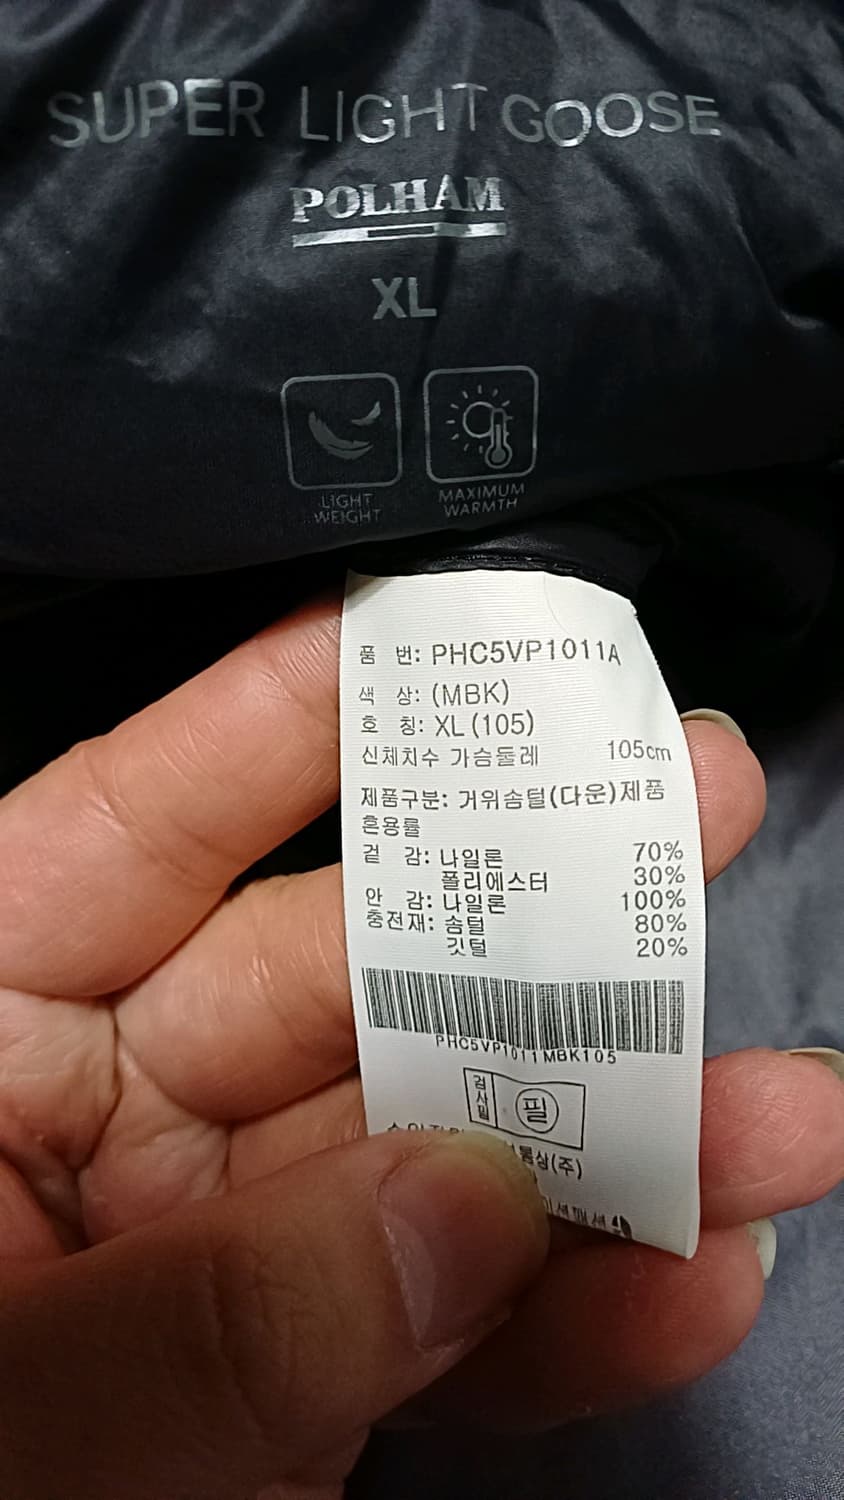 SUPER LIGHT GOOSE
POLHAM
XL
LIGHT WEIGHT
MAXIMUM WARMTH
품 번: PHC5VP1011A
색 상: (MBK)
호 칭: XL (105)
신체치수 가슴둘레 105cm
제품구분: 거위솜털(다운)제품
혼용률
겉 감: 나일론 70%
폴리에스터 30%
안 감: 나일론 100%
충전재: 솜털 80%
깃털 20%
PHC5VP1011MBK105
검사필 필
통상(주)